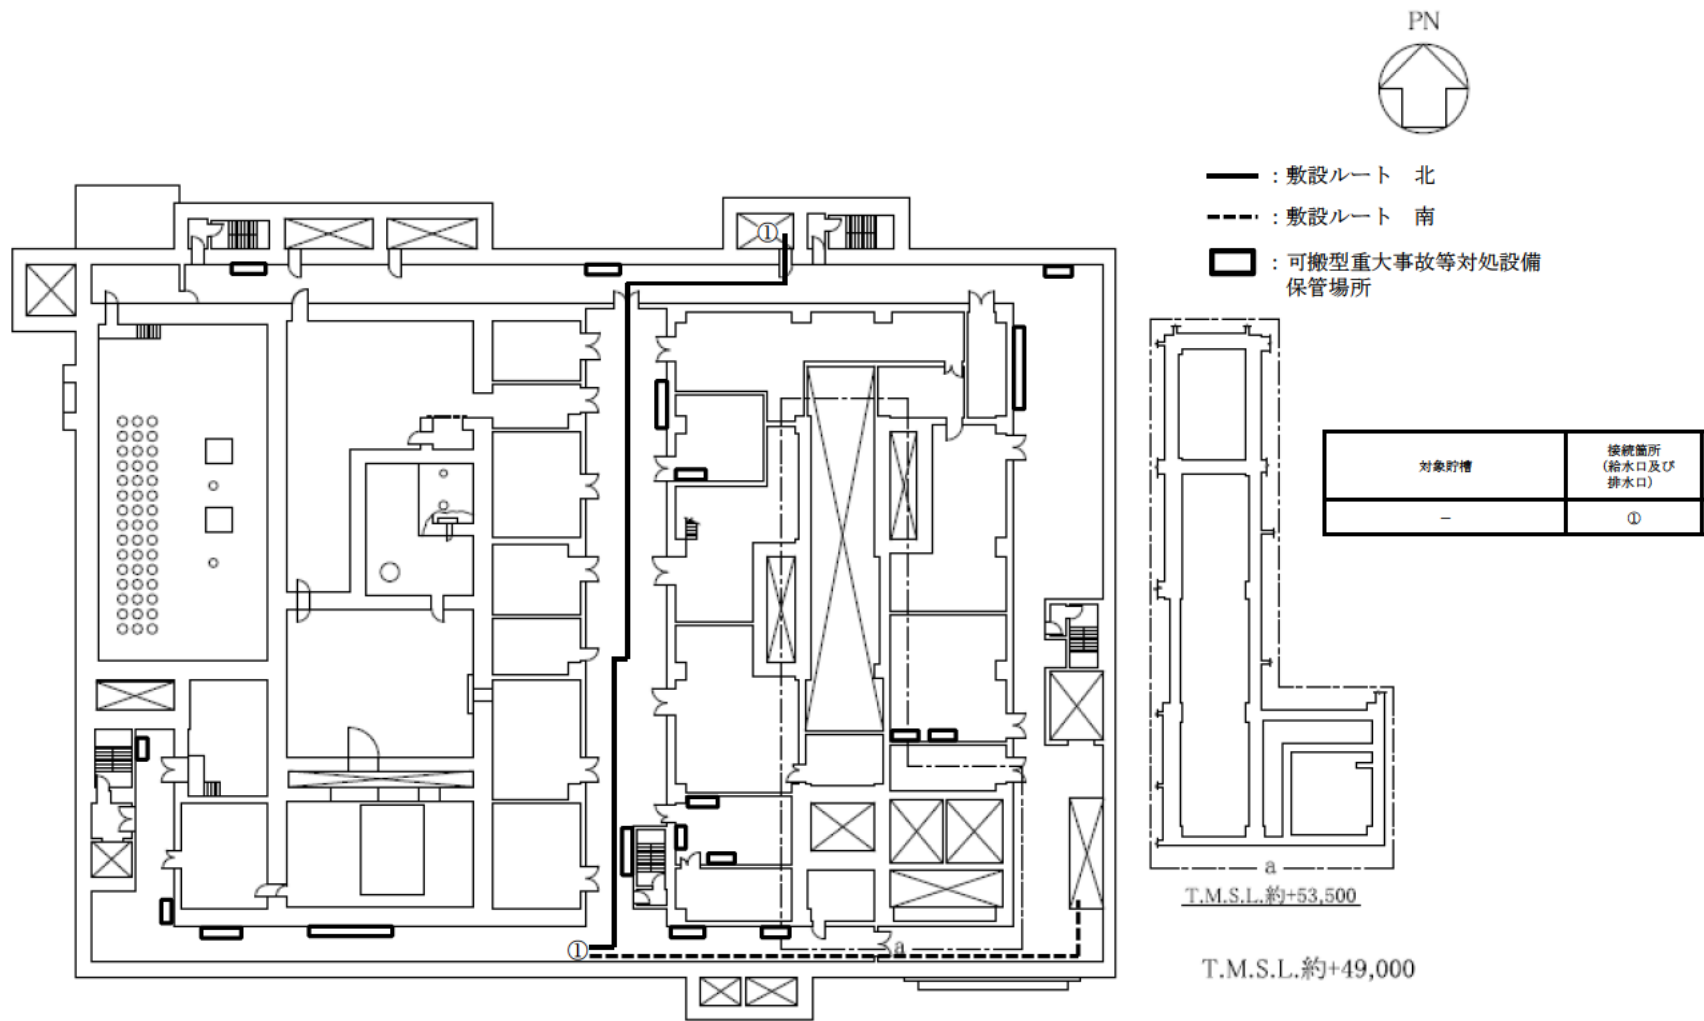 PN
：敷設ルート　北
：敷設ルート　南
：可搬型重大事故等対処設備
保管場所
①
対象貯槽
接続箇所
（給水口及び
排水口）
－
①
a
T.M.S.L.約+53,500
①
a
T.M.S.L.約+49,000